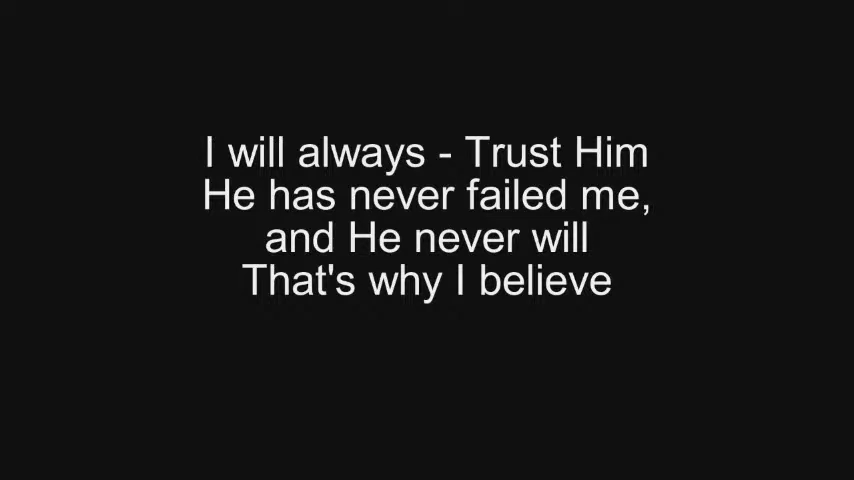 I will always - Trust Him
He has never failed me,
and He never will
That's why I believe